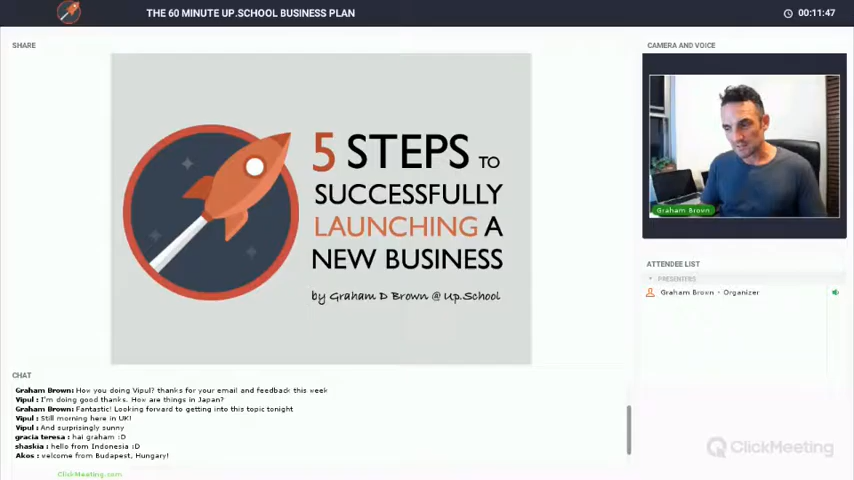 THE 60 MINUTE UP.SCHOOL BUSINESS PLAN
00:11:47
SHARE
CAMERA AND VOICE
5 STEPS TO
SUCCESSFULLY
LAUNCHING A
NEW BUSINESS
by Graham D Brown @ Up.School
Graham Brown
ATTENDEE LIST
PRESENTERS
Graham Brown - Organizer
CHAT
Graham Brown: How you doing Vipul? thanks for your email and feedback this week
Vipul : I'm doing good thanks. How are things in Japan?
Graham Brown: Fantastic! Looking forward to getting into this topic tonight
Vipul : Still morning here in UK!
Vipul : And surprisingly sunny
gracia teresa : hai graham :D
shaskia : hello from Indonesia :D
Akos : welcome from Budapest, Hungary!
ClickMeeting.com
ClickMeeting